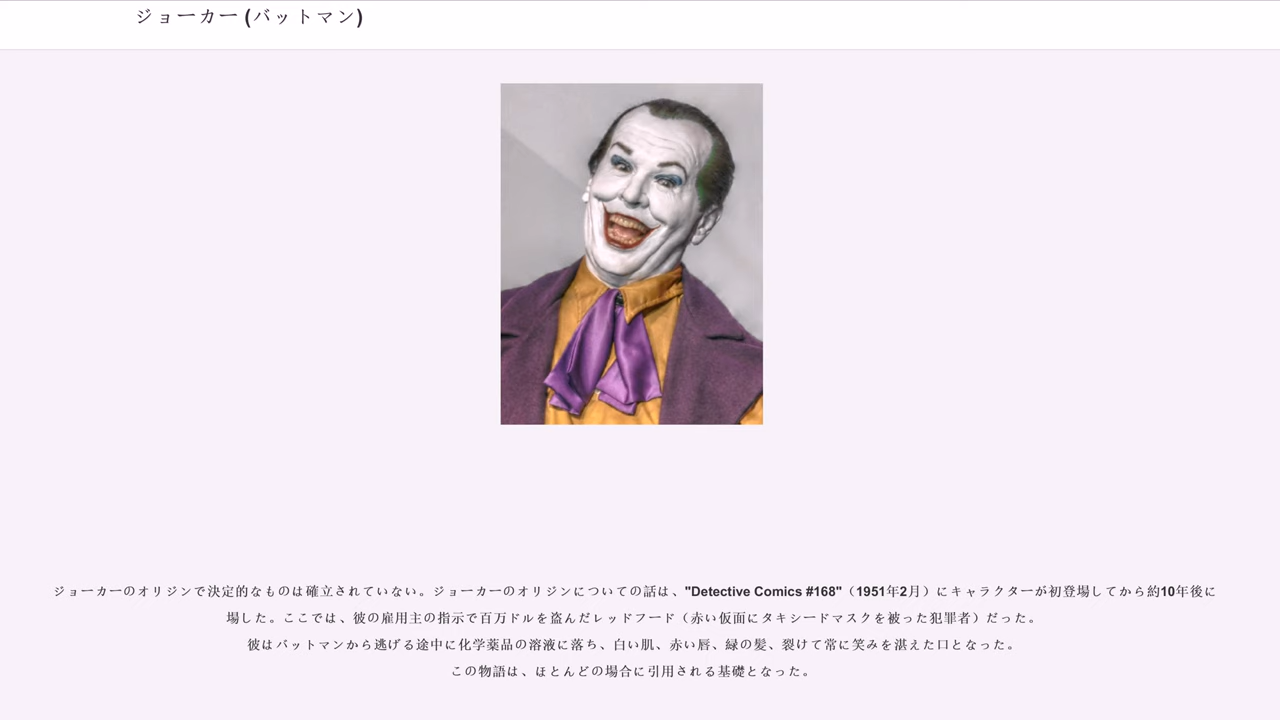 ジョーカー (バットマン)
ジョーカーのオリジンで決定的なものは確立されていない。ジョーカーのオリジンについての話は、"Detective Comics #168"（1951年2月）にキャラクターが初登場してから約10年後に
場した。ここでは、彼の雇用主の指示で百万ドルを盗んだレッドフード（赤い仮面にタキシードマスクを被った犯罪者）だった。
彼はバットマンから逃げる途中に化学薬品の溶液に落ち、白い肌、赤い唇、緑の髪、裂けて常に笑みを湛えた口となった。
この物語は、ほとんどの場合に引用される基礎となった。